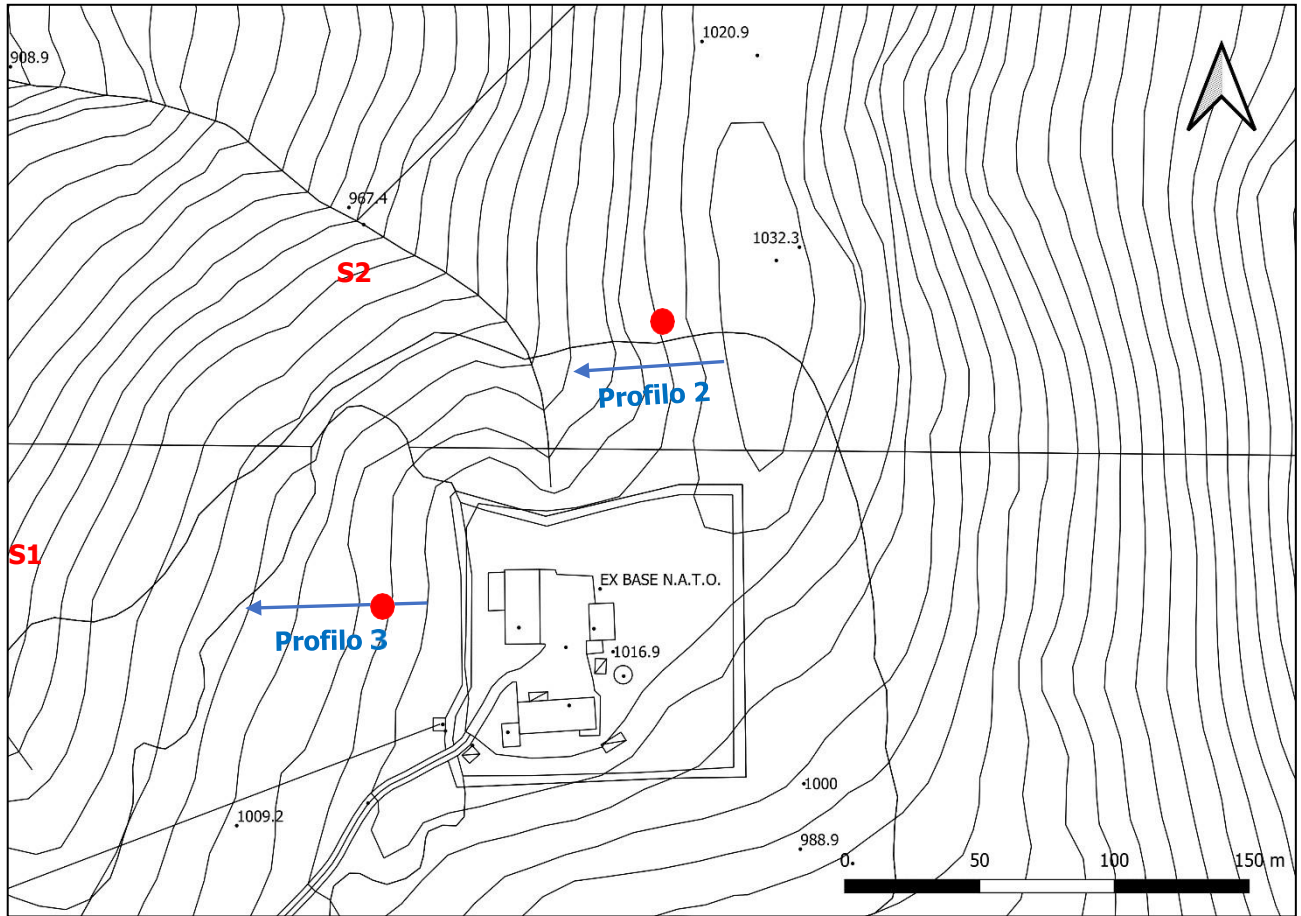 1020.9
908.9
967.4
1032.3
S2
Profilo 2
S1
EX BASE N.A.T.O.
Profilo 3
1016.9
1000
1009.2
988.9
0 50 100 150 m